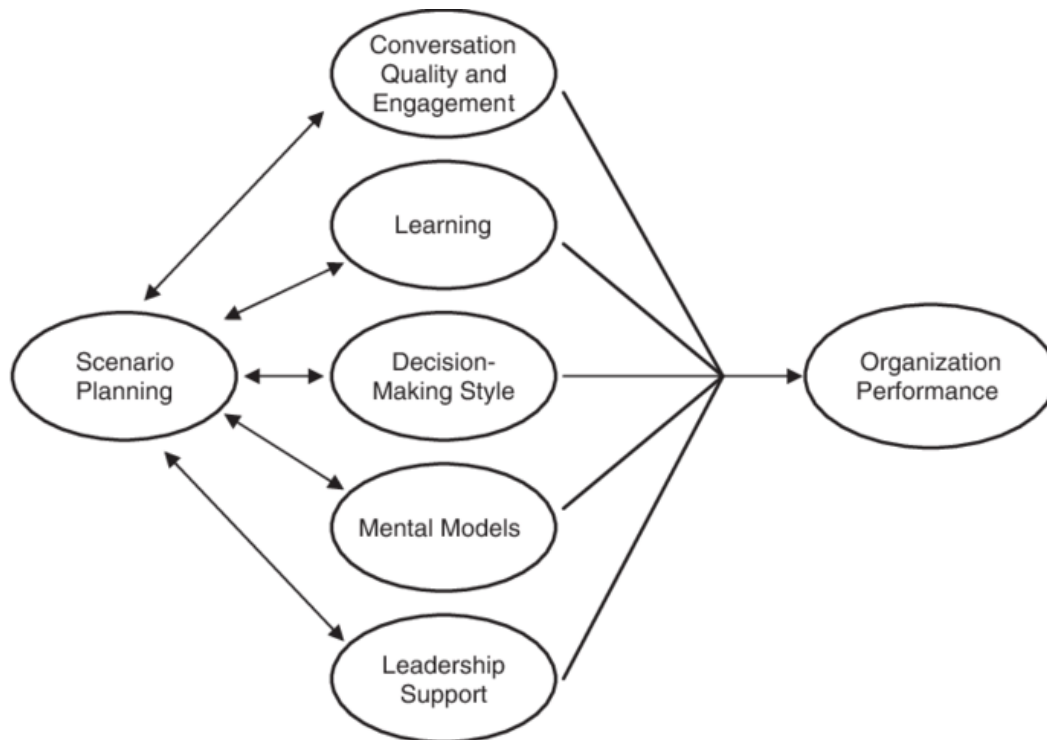 Conversation
Quality and
Engagement
Learning
Scenario
Planning
Decision-
Making Style
Organization
Performance
Mental Models
Leadership
Support